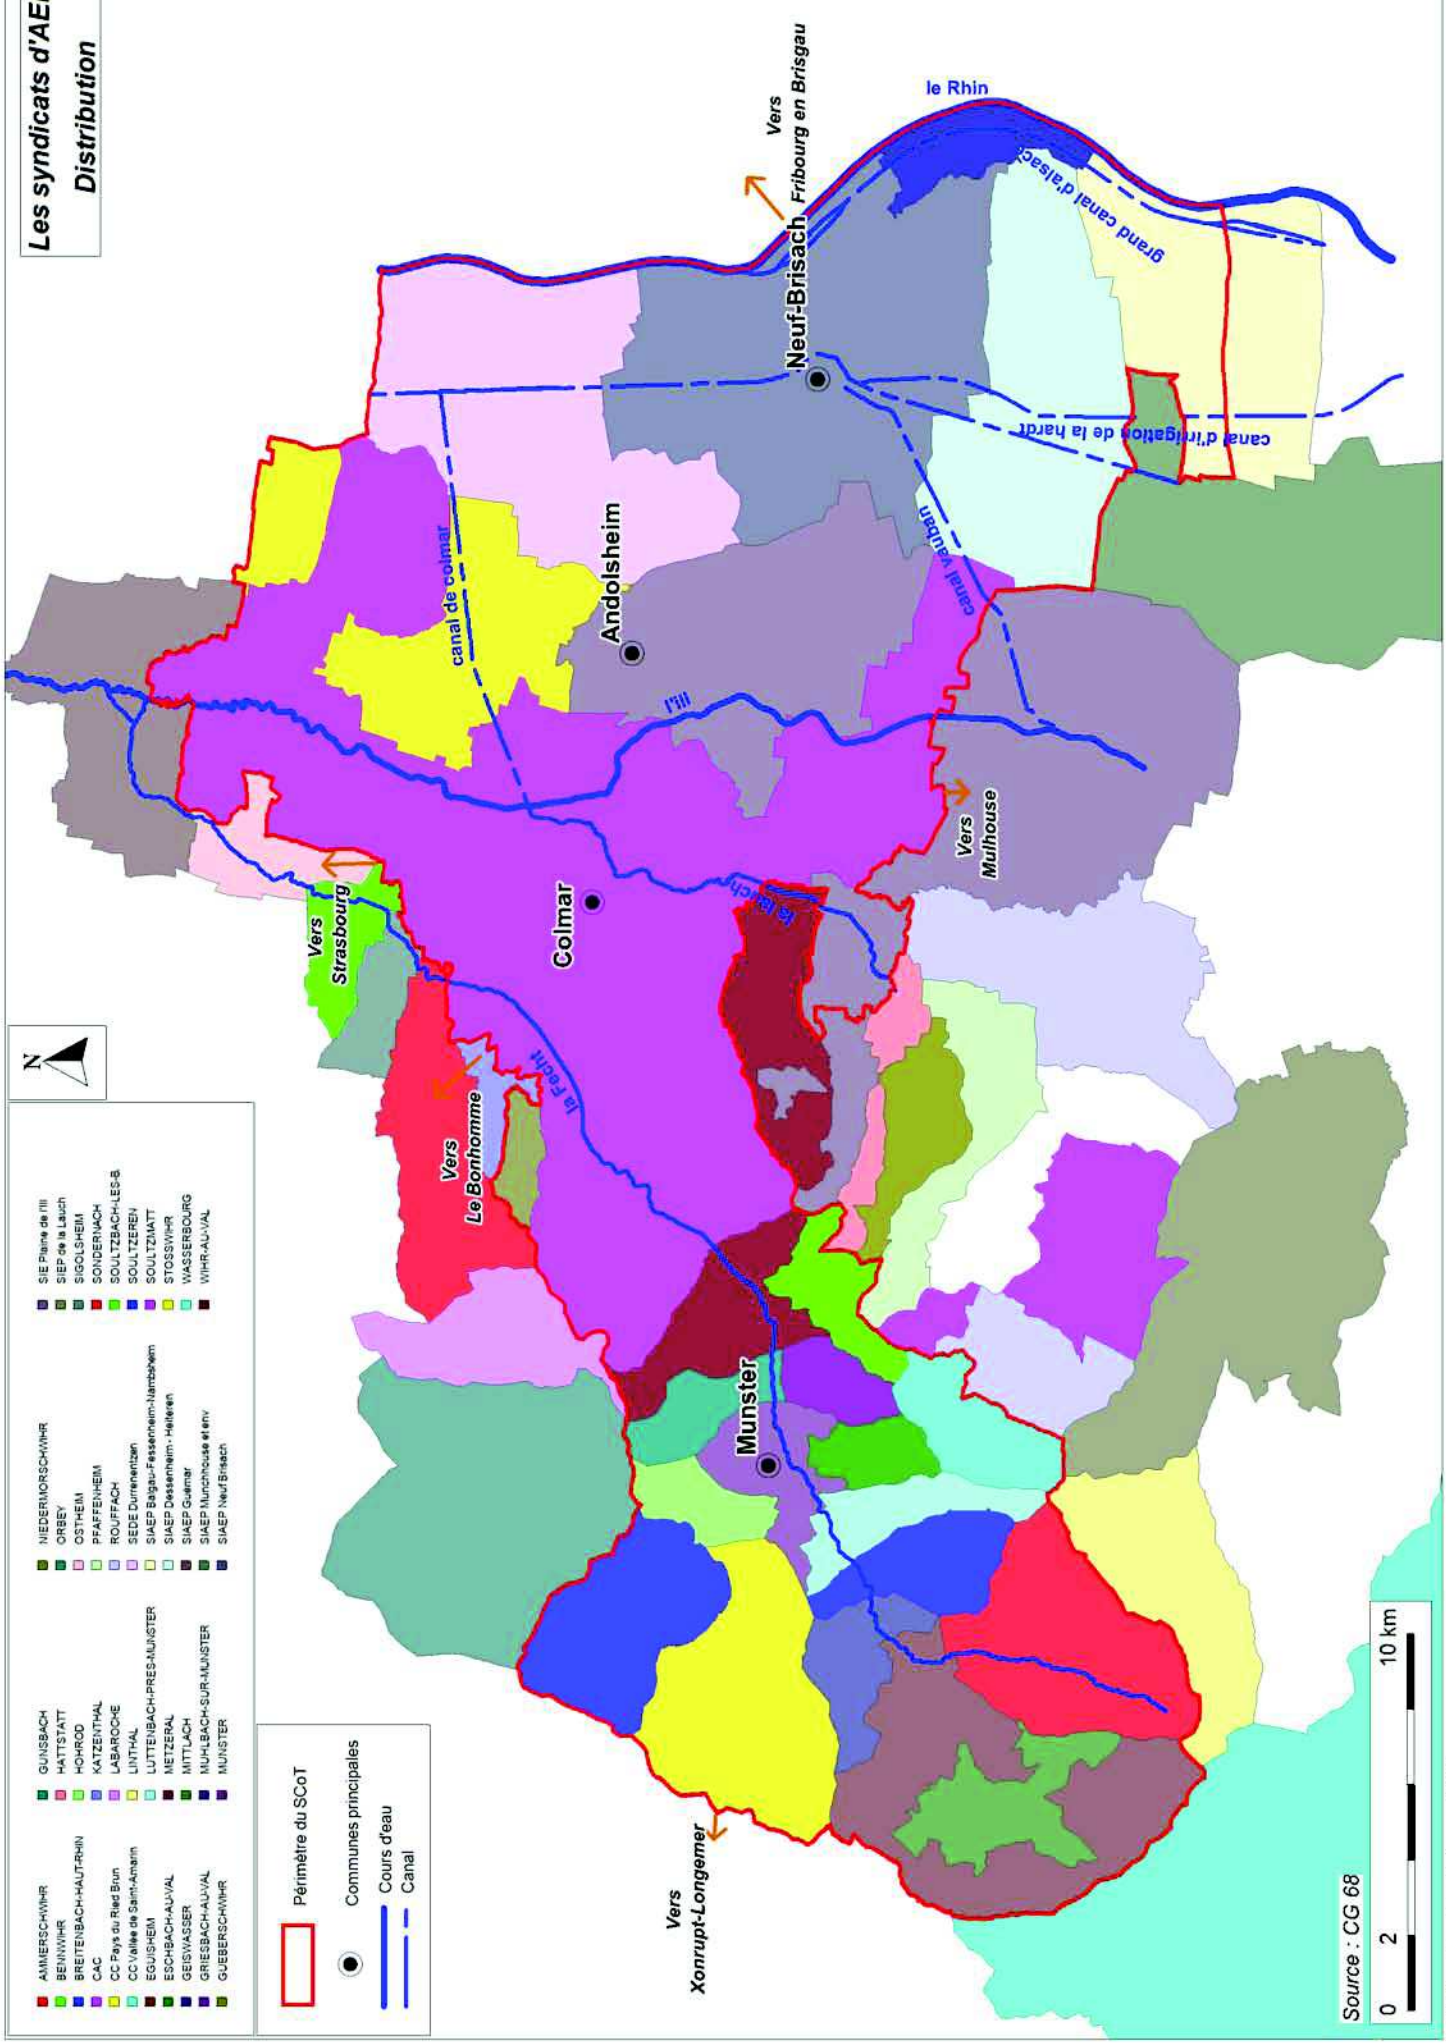 Les syndicats d'AE
Distribution
N
AMMERSCHWIHR
BENNWIHR
BREITENBACH-HAUT-RHIN
CAC
CC Pays du Ried Brun
CC Vallée de Saint-Amarin
EGUISHEIM
ESCHBACH-AU-VAL
GEISWASSER
GRIESBACH-AU-VAL
GUEBERSCHWIHR
GUNSBACH
HATTSTATT
HOHROD
KATZENTHAL
LABAROCHE
LINTHAL
LUTTENBACH-PRES-MUNSTER
METZERAL
MITTLACH
MUHLBACH-SUR-MUNSTER
MUNSTER
NIEDERMORSCHWIHR
ORBEY
OSTHEIM
PFAFFENHEIM
ROUFFACH
SEDE Durrenentzen
SIAEP Balgau-Fessenheim-Nambsheim
SIAEP Dessenheim - Heiteren
SIAEP Guémar
SIAEP Munchhouse et env
SIAEP Neuf Brisach
SIE Plaine de l'Ill
SIEP de la Lauch
SIGOLSHEIM
SONDERNACH
SOULTZBACH-LES-B
SOULTZEREN
SOULTZMATT
STOSSWIHR
WASSERBOURG
WIHR-AU-VAL
Périmètre du SCoT
Communes principales
Cours d'eau
Canal
Vers
Strasbourg
Vers
Le Bonhomme
Vers
Xonrupt-Longemer
Vers
Mulhouse
Vers
Fribourg en Brisgau
Munster
Colmar
Andolsheim
Neuf-Brisach
la Fecht
la lauch
l'ill
canal de colmar
canal vauban
canal d'irrigation de la hardt
grand canal d'alsace
le Rhin
Source : CG 68
0 2 10 km